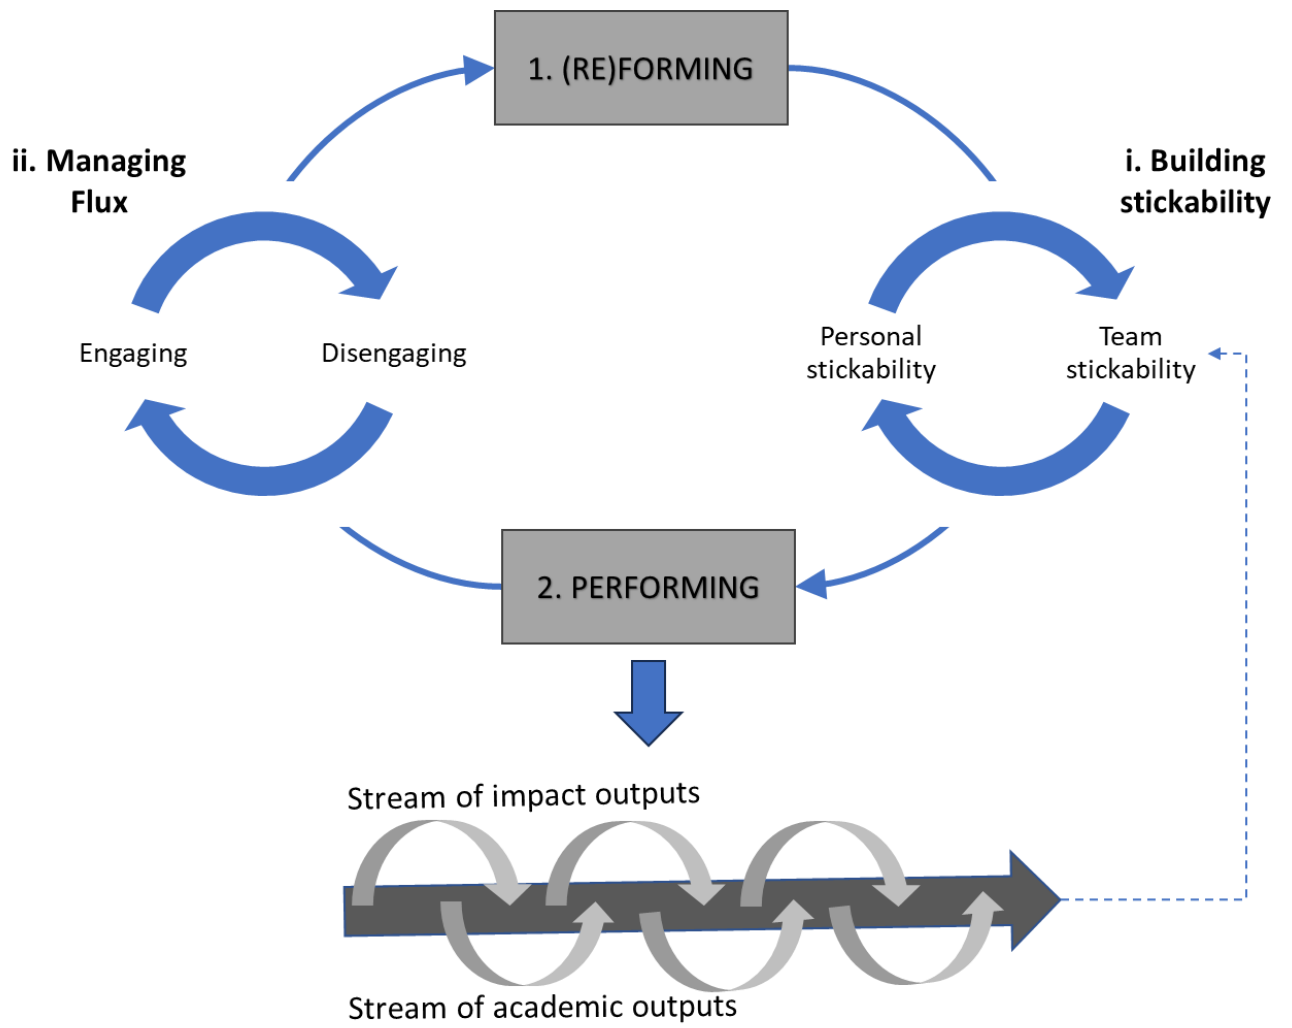 1. (RE)FORMING
ii. Managing
Flux
i. Building
stickability
Engaging
Disengaging
Personal
stickability
Team
stickability
2. PERFORMING
Stream of impact outputs
Stream of academic outputs